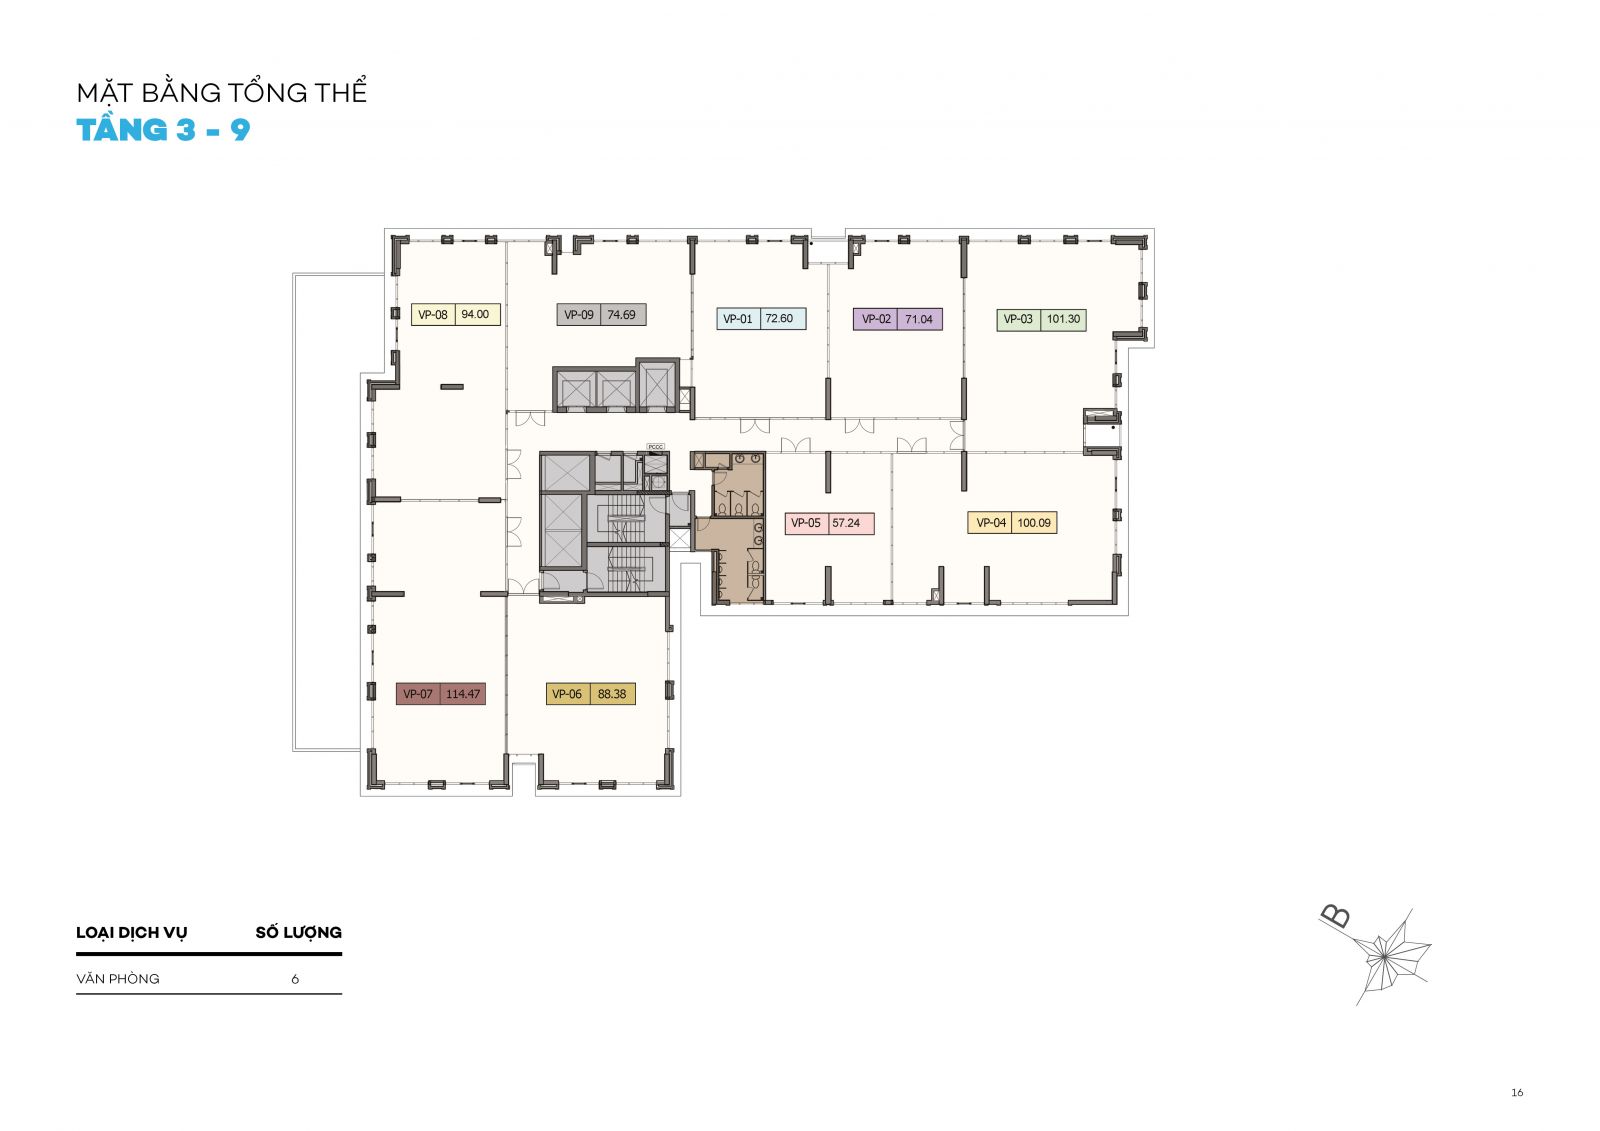 MẶT BẰNG TỔNG THỂ
TẦNG 3 - 9
VP-08 94.00
VP-09 74.69
VP-01 72.60
VP-02 71.04
VP-03 101.30
PCCC
VP-05 57.24
VP-04 100.09
VP-07 114.47
VP-06 88.38
LOẠI DỊCH VỤ SỐ LƯỢNG
VĂN PHÒNG 6
B
16